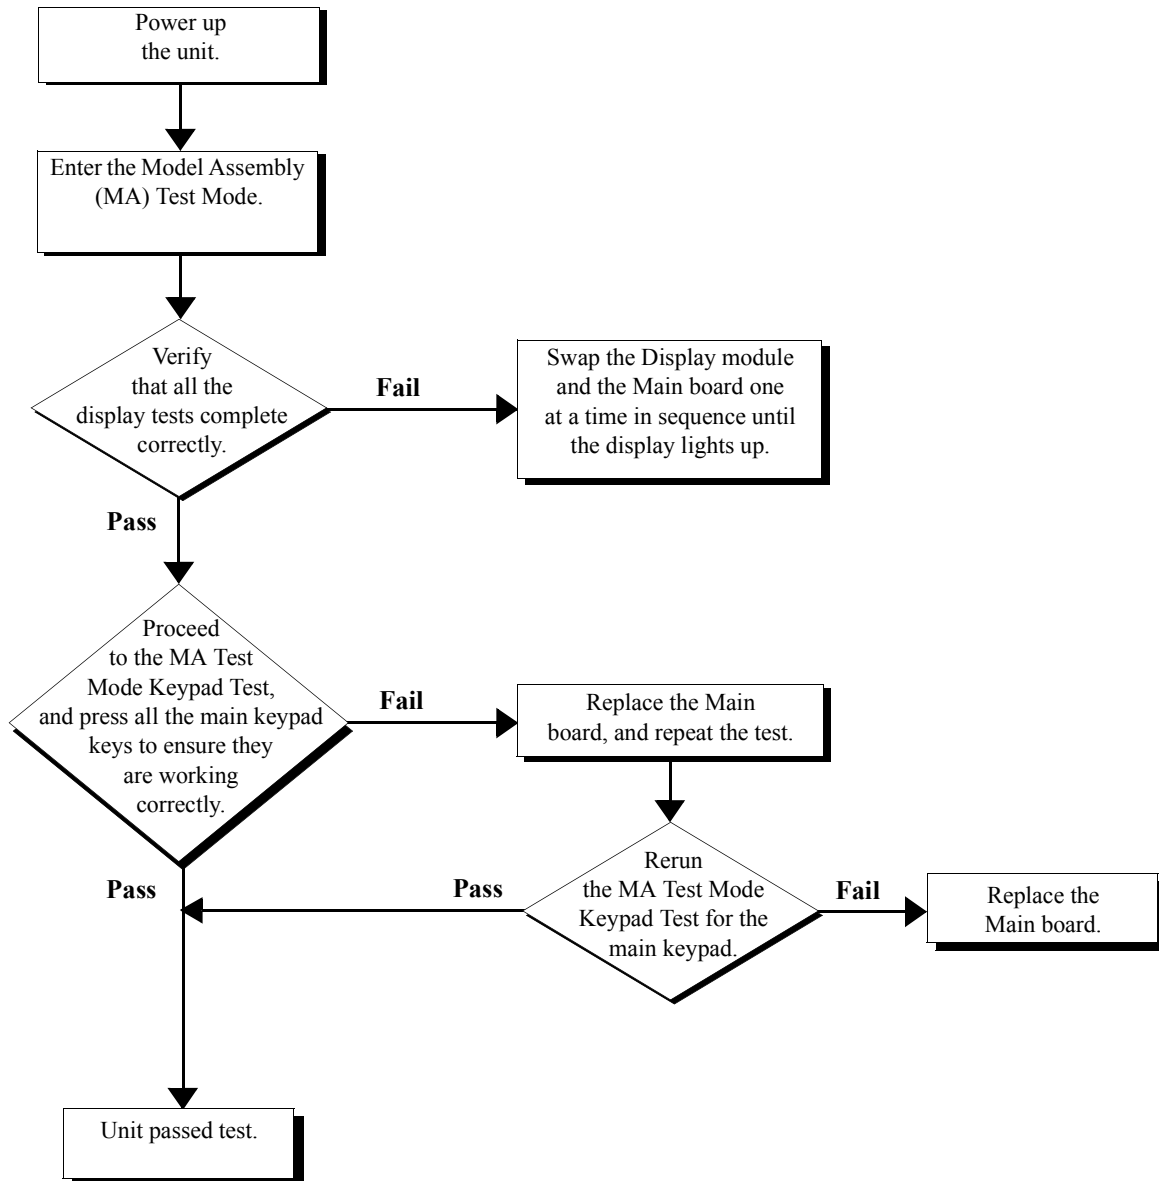 Power up
the unit.
Enter the Model Assembly
(MA) Test Mode.
Verify
that all the
display tests complete
correctly.
Fail
Swap the Display module
and the Main board one
at a time in sequence until
the display lights up.
Pass
Proceed
to the MA Test
Mode Keypad Test,
and press all the main keypad
keys to ensure they
are working
correctly.
Fail
Replace the Main
board, and repeat the test.
Pass
Pass
Rerun
the MA Test Mode
Keypad Test for the
main keypad.
Fail
Replace the
Main board.
Unit passed test.